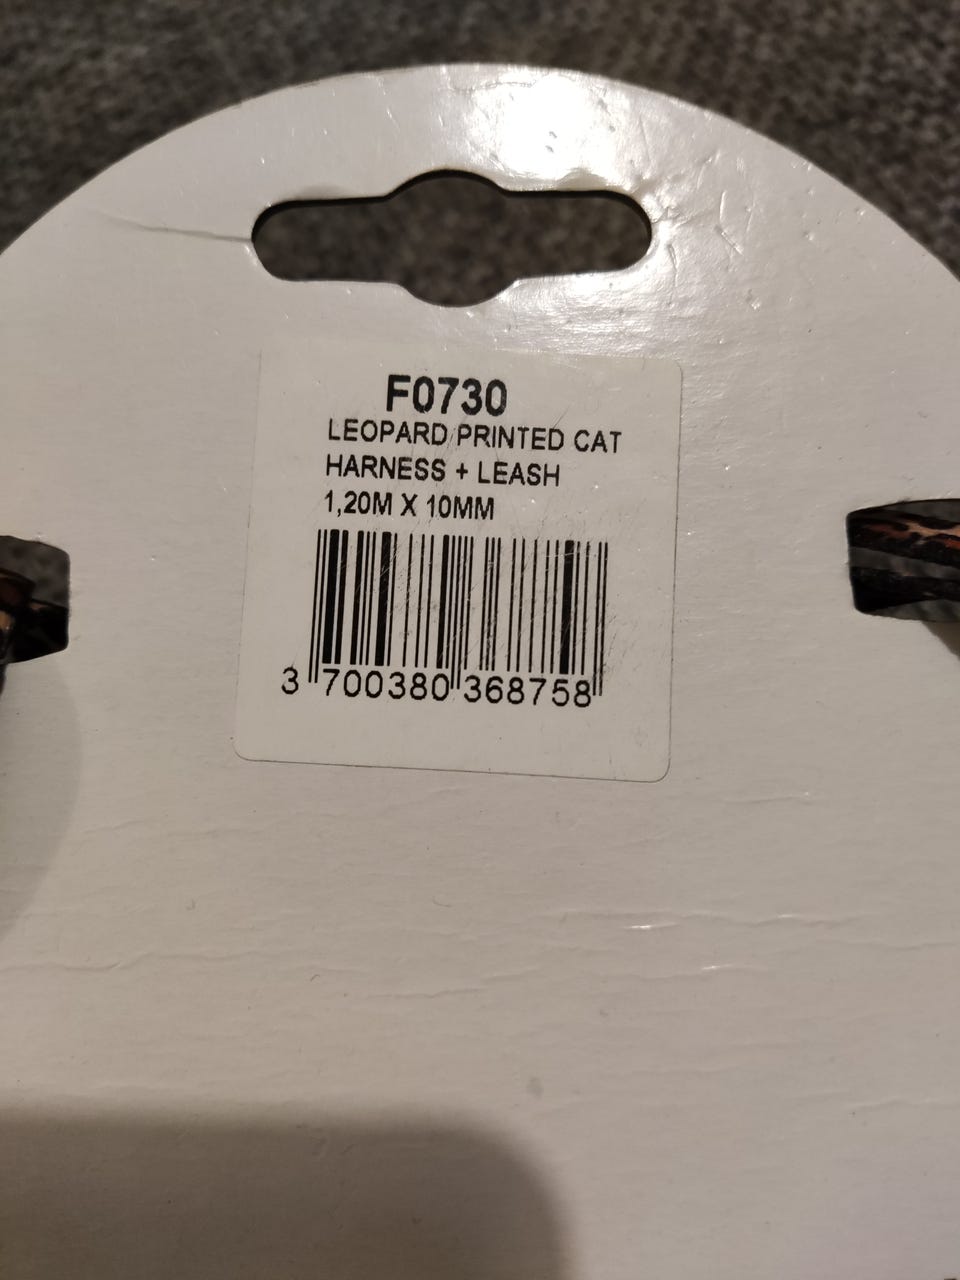 F0730
LEOPARD PRINTED CAT
HARNESS + LEASH
1,20M X 10MM
3 700380 368758